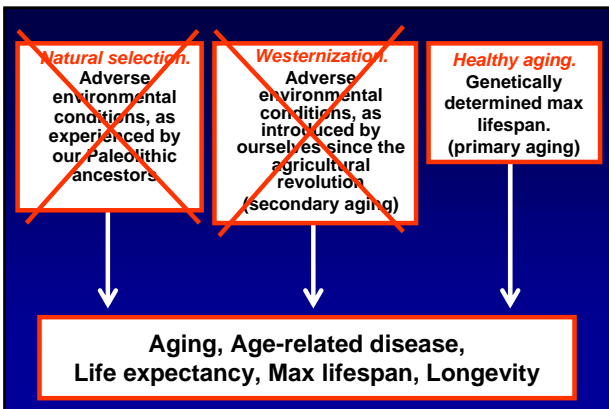 Natural selection.
Adverse
environmental
conditions, as
experienced by
our Paleolithic
ancestors
Westernization.
Adverse
environmental
conditions, as
introduced by
ourselves since the
agricultural
revolution
(secondary aging)
Healthy aging.
Genetically
determined max
lifespan.
(primary aging)
Aging, Age-related disease,
Life expectancy, Max lifespan, Longevity